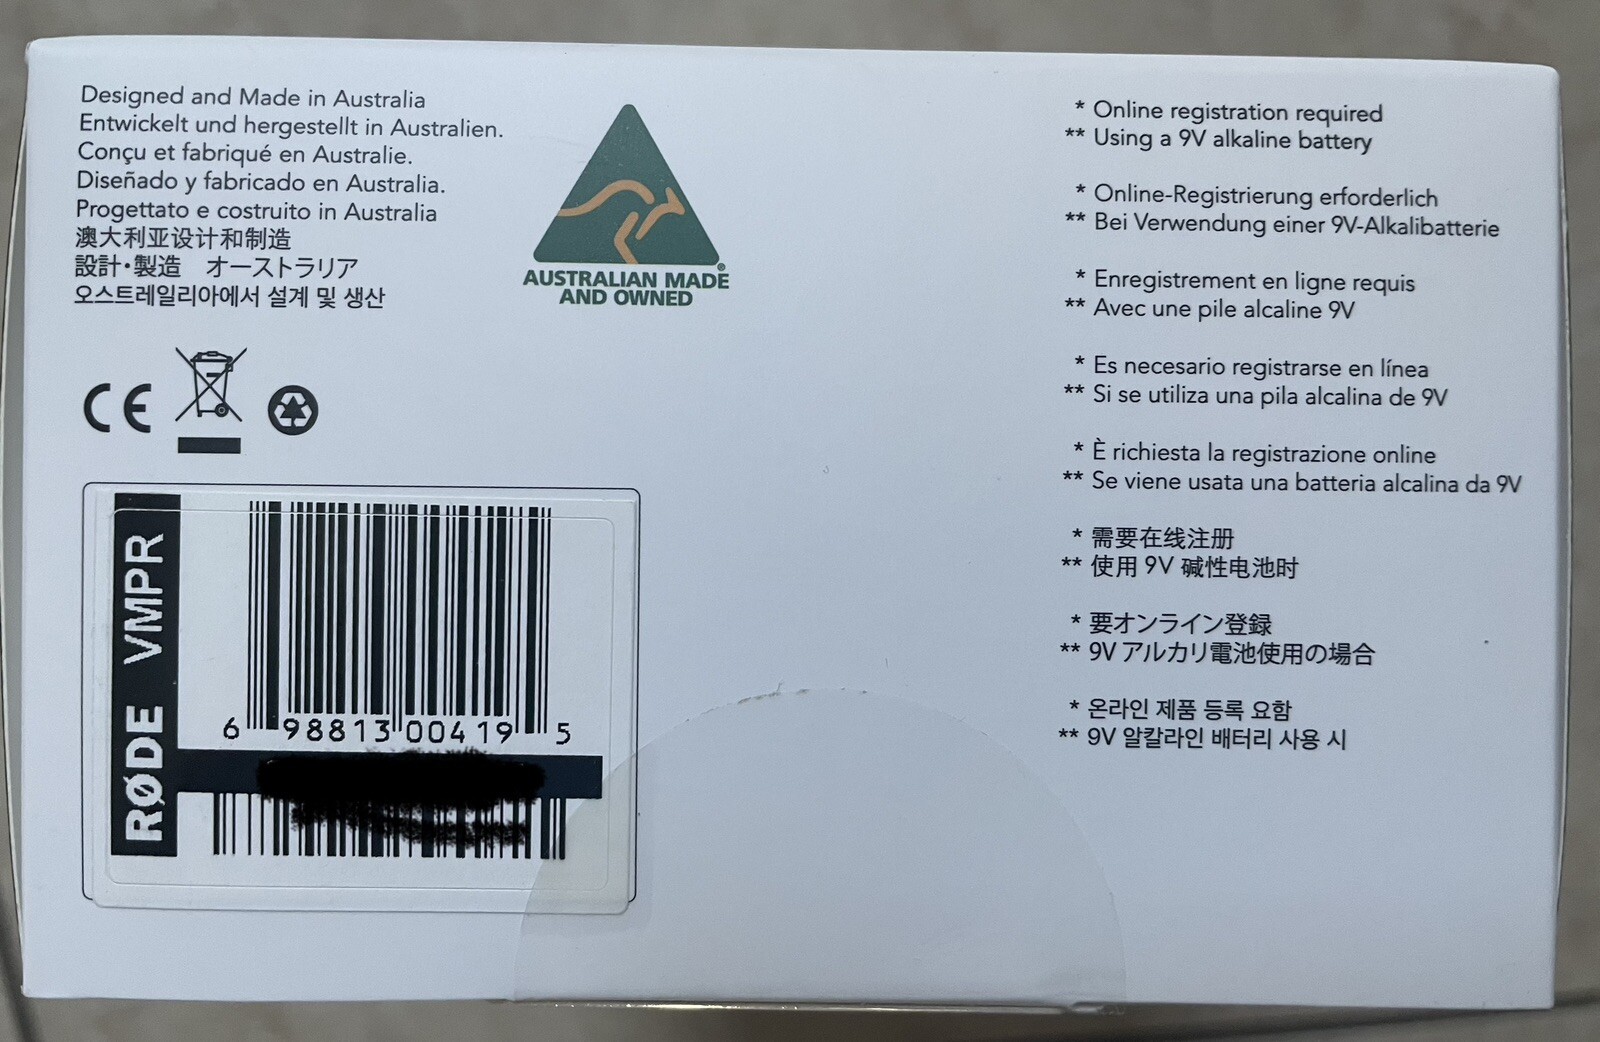 Designed and Made in Australia
Entwickelt und hergestellt in Australien.
Conçu et fabriqué en Australie.
Diseñado y fabricado en Australia.
Progettato e costruito in Australia
澳大利亚设计和制造
設計・製造　オーストラリア
오스트레일리아에서 설계 및 생산
AUSTRALIAN MADE
AND OWNED
®
CE
RØDE VMPR
6 98813 00419 5
* Online registration required
** Using a 9V alkaline battery
* Online-Registrierung erforderlich
** Bei Verwendung einer 9V-Alkalibatterie
* Enregistrement en ligne requis
** Avec une pile alcaline 9V
* Es necesario registrarse en línea
** Si se utiliza una pila alcalina de 9V
* È richiesta la registrazione online
** Se viene usata una batteria alcalina da 9V
* 需要在线注册
** 使用 9V 碱性电池时
* 要オンライン登録
** 9V アルカリ電池使用の場合
* 온라인 제품 등록 요함
** 9V 알칼라인 배터리 사용 시